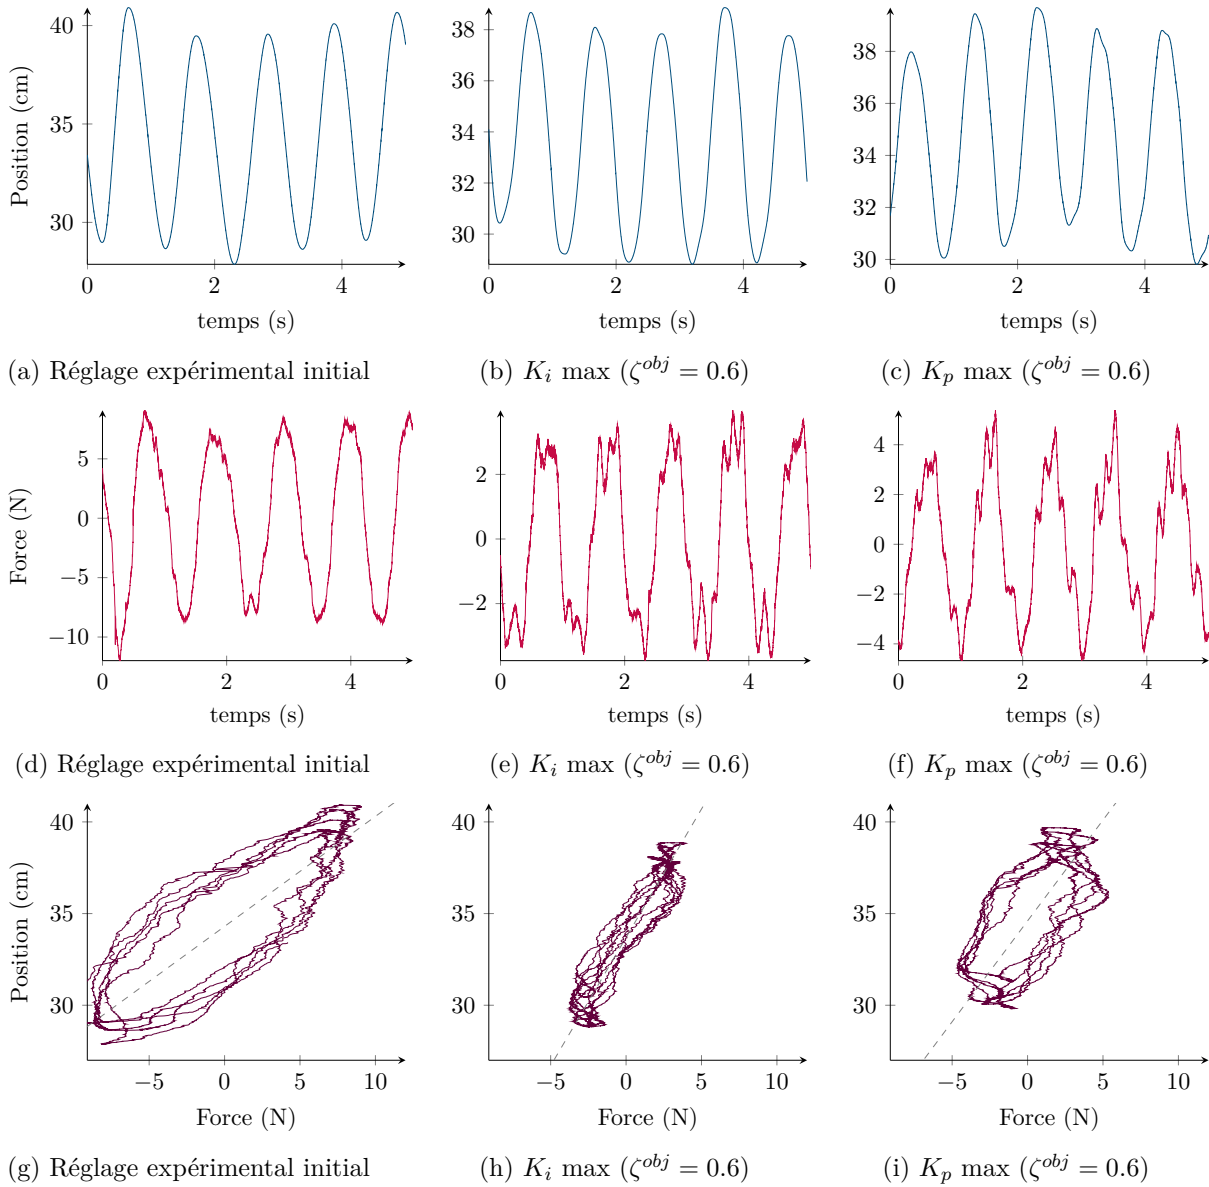 40
35
30
Position (cm)
0 2 4
temps (s)
(a) Réglage expérimental initial
38
36
34
32
30
0 2 4
temps (s)
(b) K_i max (ζ^obj = 0.6)
38
36
34
32
30
0 2 4
temps (s)
(c) K_p max (ζ^obj = 0.6)
5
0
−5
−10
Force (N)
0 2 4
temps (s)
(d) Réglage expérimental initial
2
0
−2
0 2 4
temps (s)
(e) K_i max (ζ^obj = 0.6)
4
2
0
−2
−4
0 2 4
temps (s)
(f) K_p max (ζ^obj = 0.6)
40
35
30
Position (cm)
−5 0 5 10
Force (N)
(g) Réglage expérimental initial
40
35
30
−5 0 5 10
Force (N)
(h) K_i max (ζ^obj = 0.6)
40
35
30
−5 0 5 10
Force (N)
(i) K_p max (ζ^obj = 0.6)